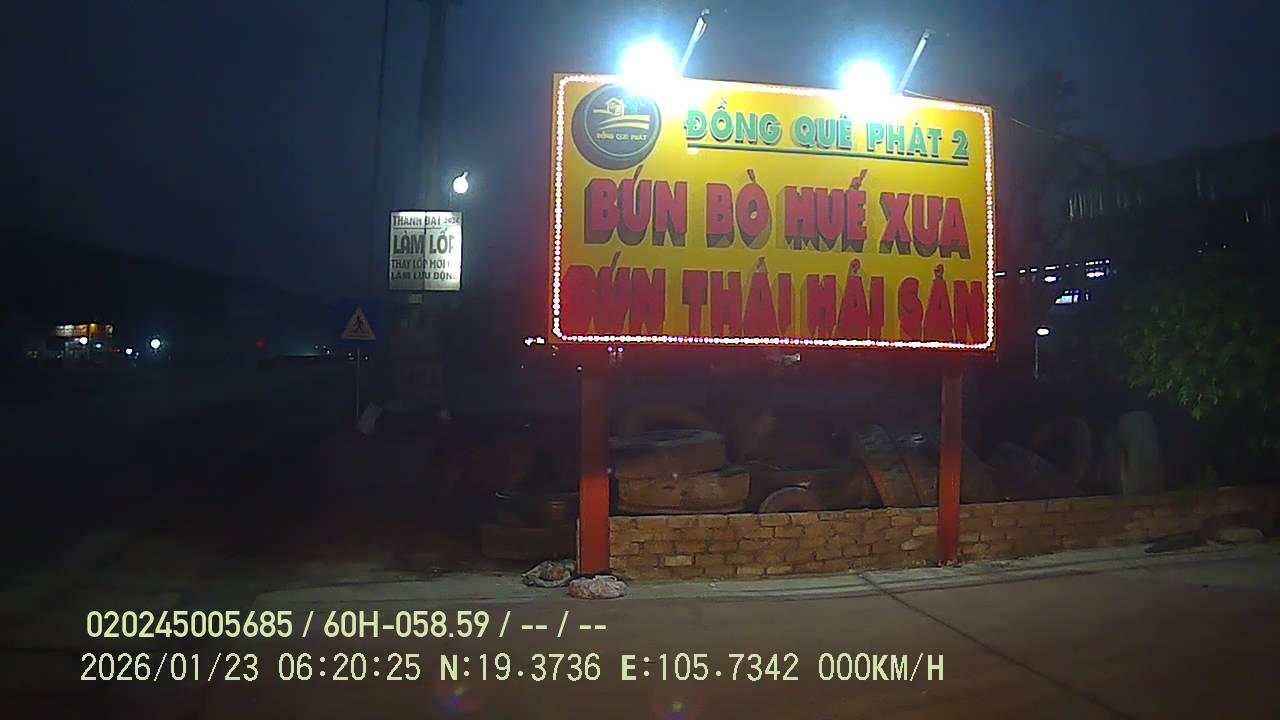 ĐỒNG QUÊ PHÁT
ĐỒNG QUÊ PHÁT 2
BÚN BÒ HUẾ XƯA
BÚN THÁI HẢI SẢN
THÀNH ĐẠT
LÀM LỐP
THAY LỐP MỚI
LÀM LƯU ĐỘNG
020245005685 / 60H-058.59 / -- / --
2026/01/23 06:20:25 N:19.3736 E:105.7342 000KM/H